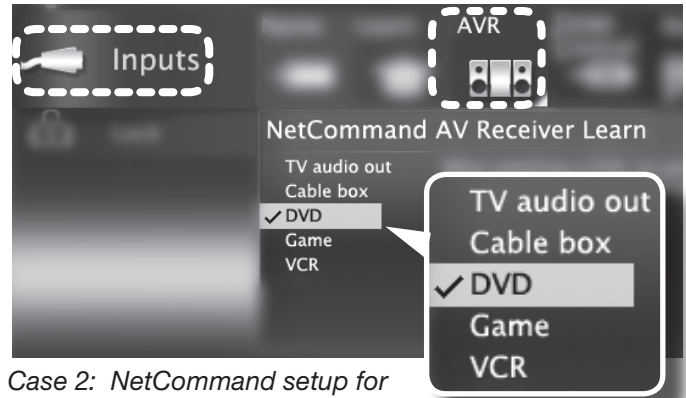 AVR
Inputs
NetCommand AV Receiver Learn
TV audio out
Cable box
✓ DVD
Game
VCR
TV audio out
Cable box
✓ DVD
Game
VCR
Case 2: NetCommand setup for